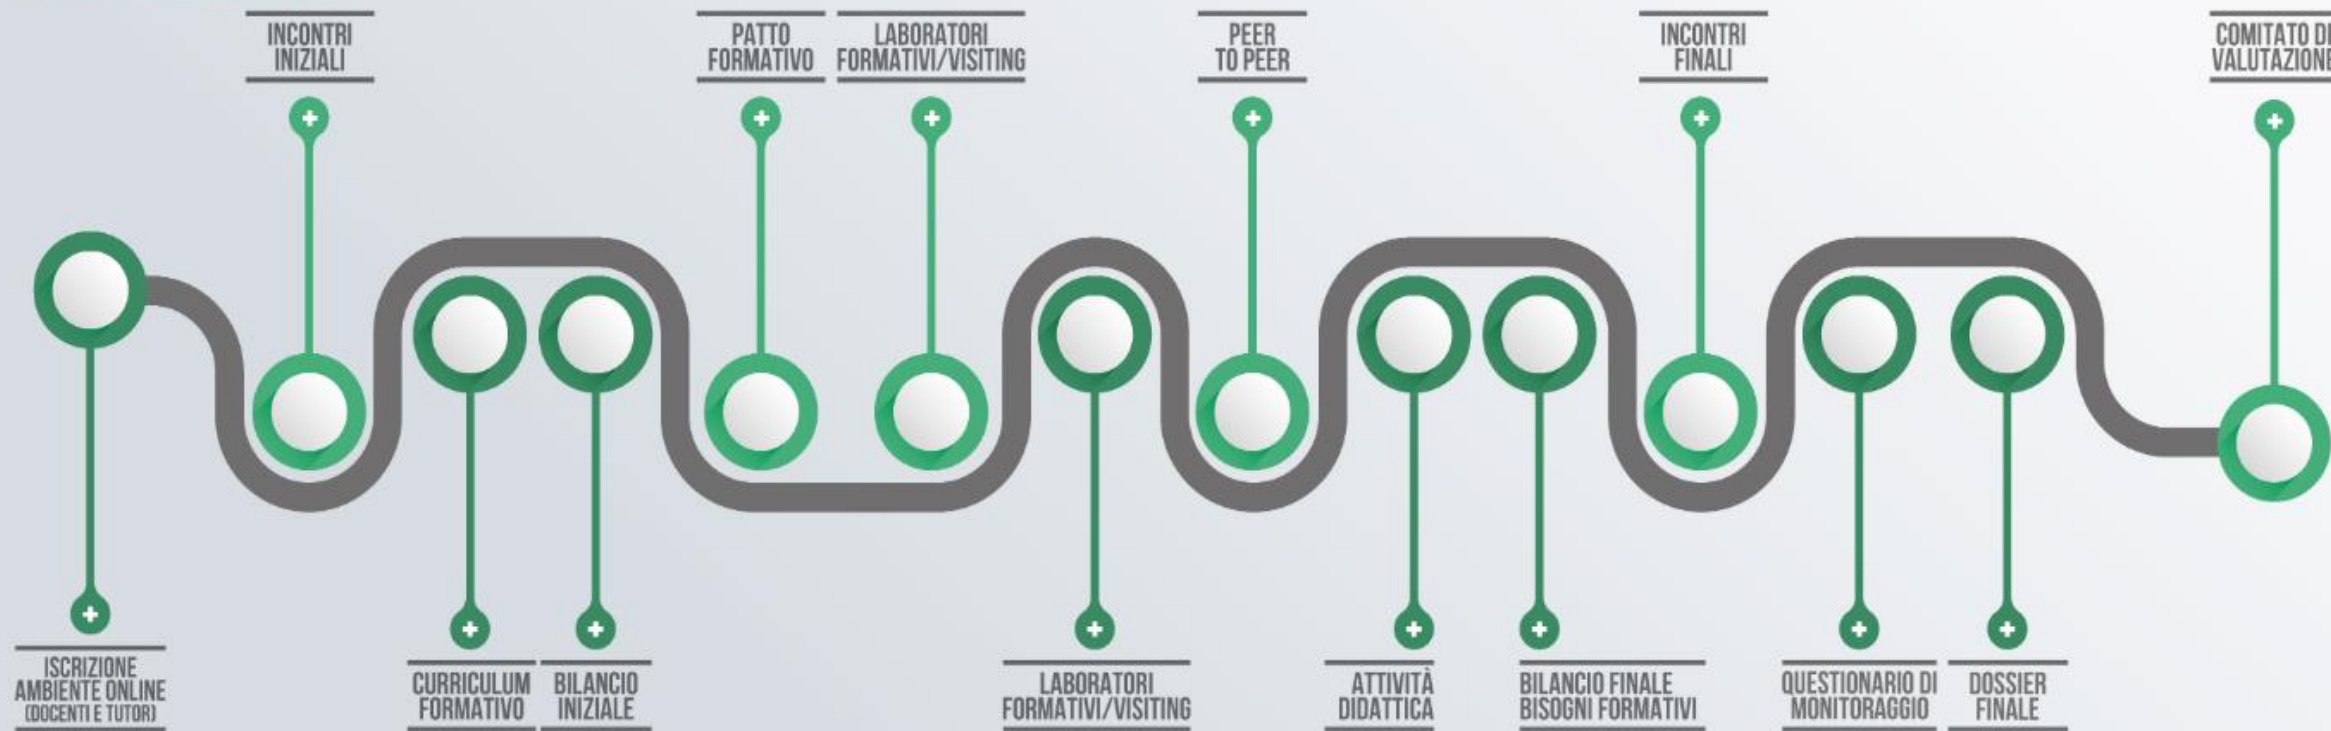 INCONTRI
INIZIALI
PATTO
FORMATIVO
LABORATORI
FORMATIVI/VISITING
PEER
TO PEER
INCONTRI
FINALI
COMITATO DI
VALUTAZIONE
ISCRIZIONE
AMBIENTE ONLINE
(DOCENTI E TUTOR)
CURRICULUM
FORMATIVO
BILANCIO
INIZIALE
LABORATORI
FORMATIVI/VISITING
ATTIVITÀ
DIDATTICA
BILANCIO FINALE
BISOGNI FORMATIVI
QUESTIONARIO DI
MONITORAGGIO
DOSSIER
FINALE